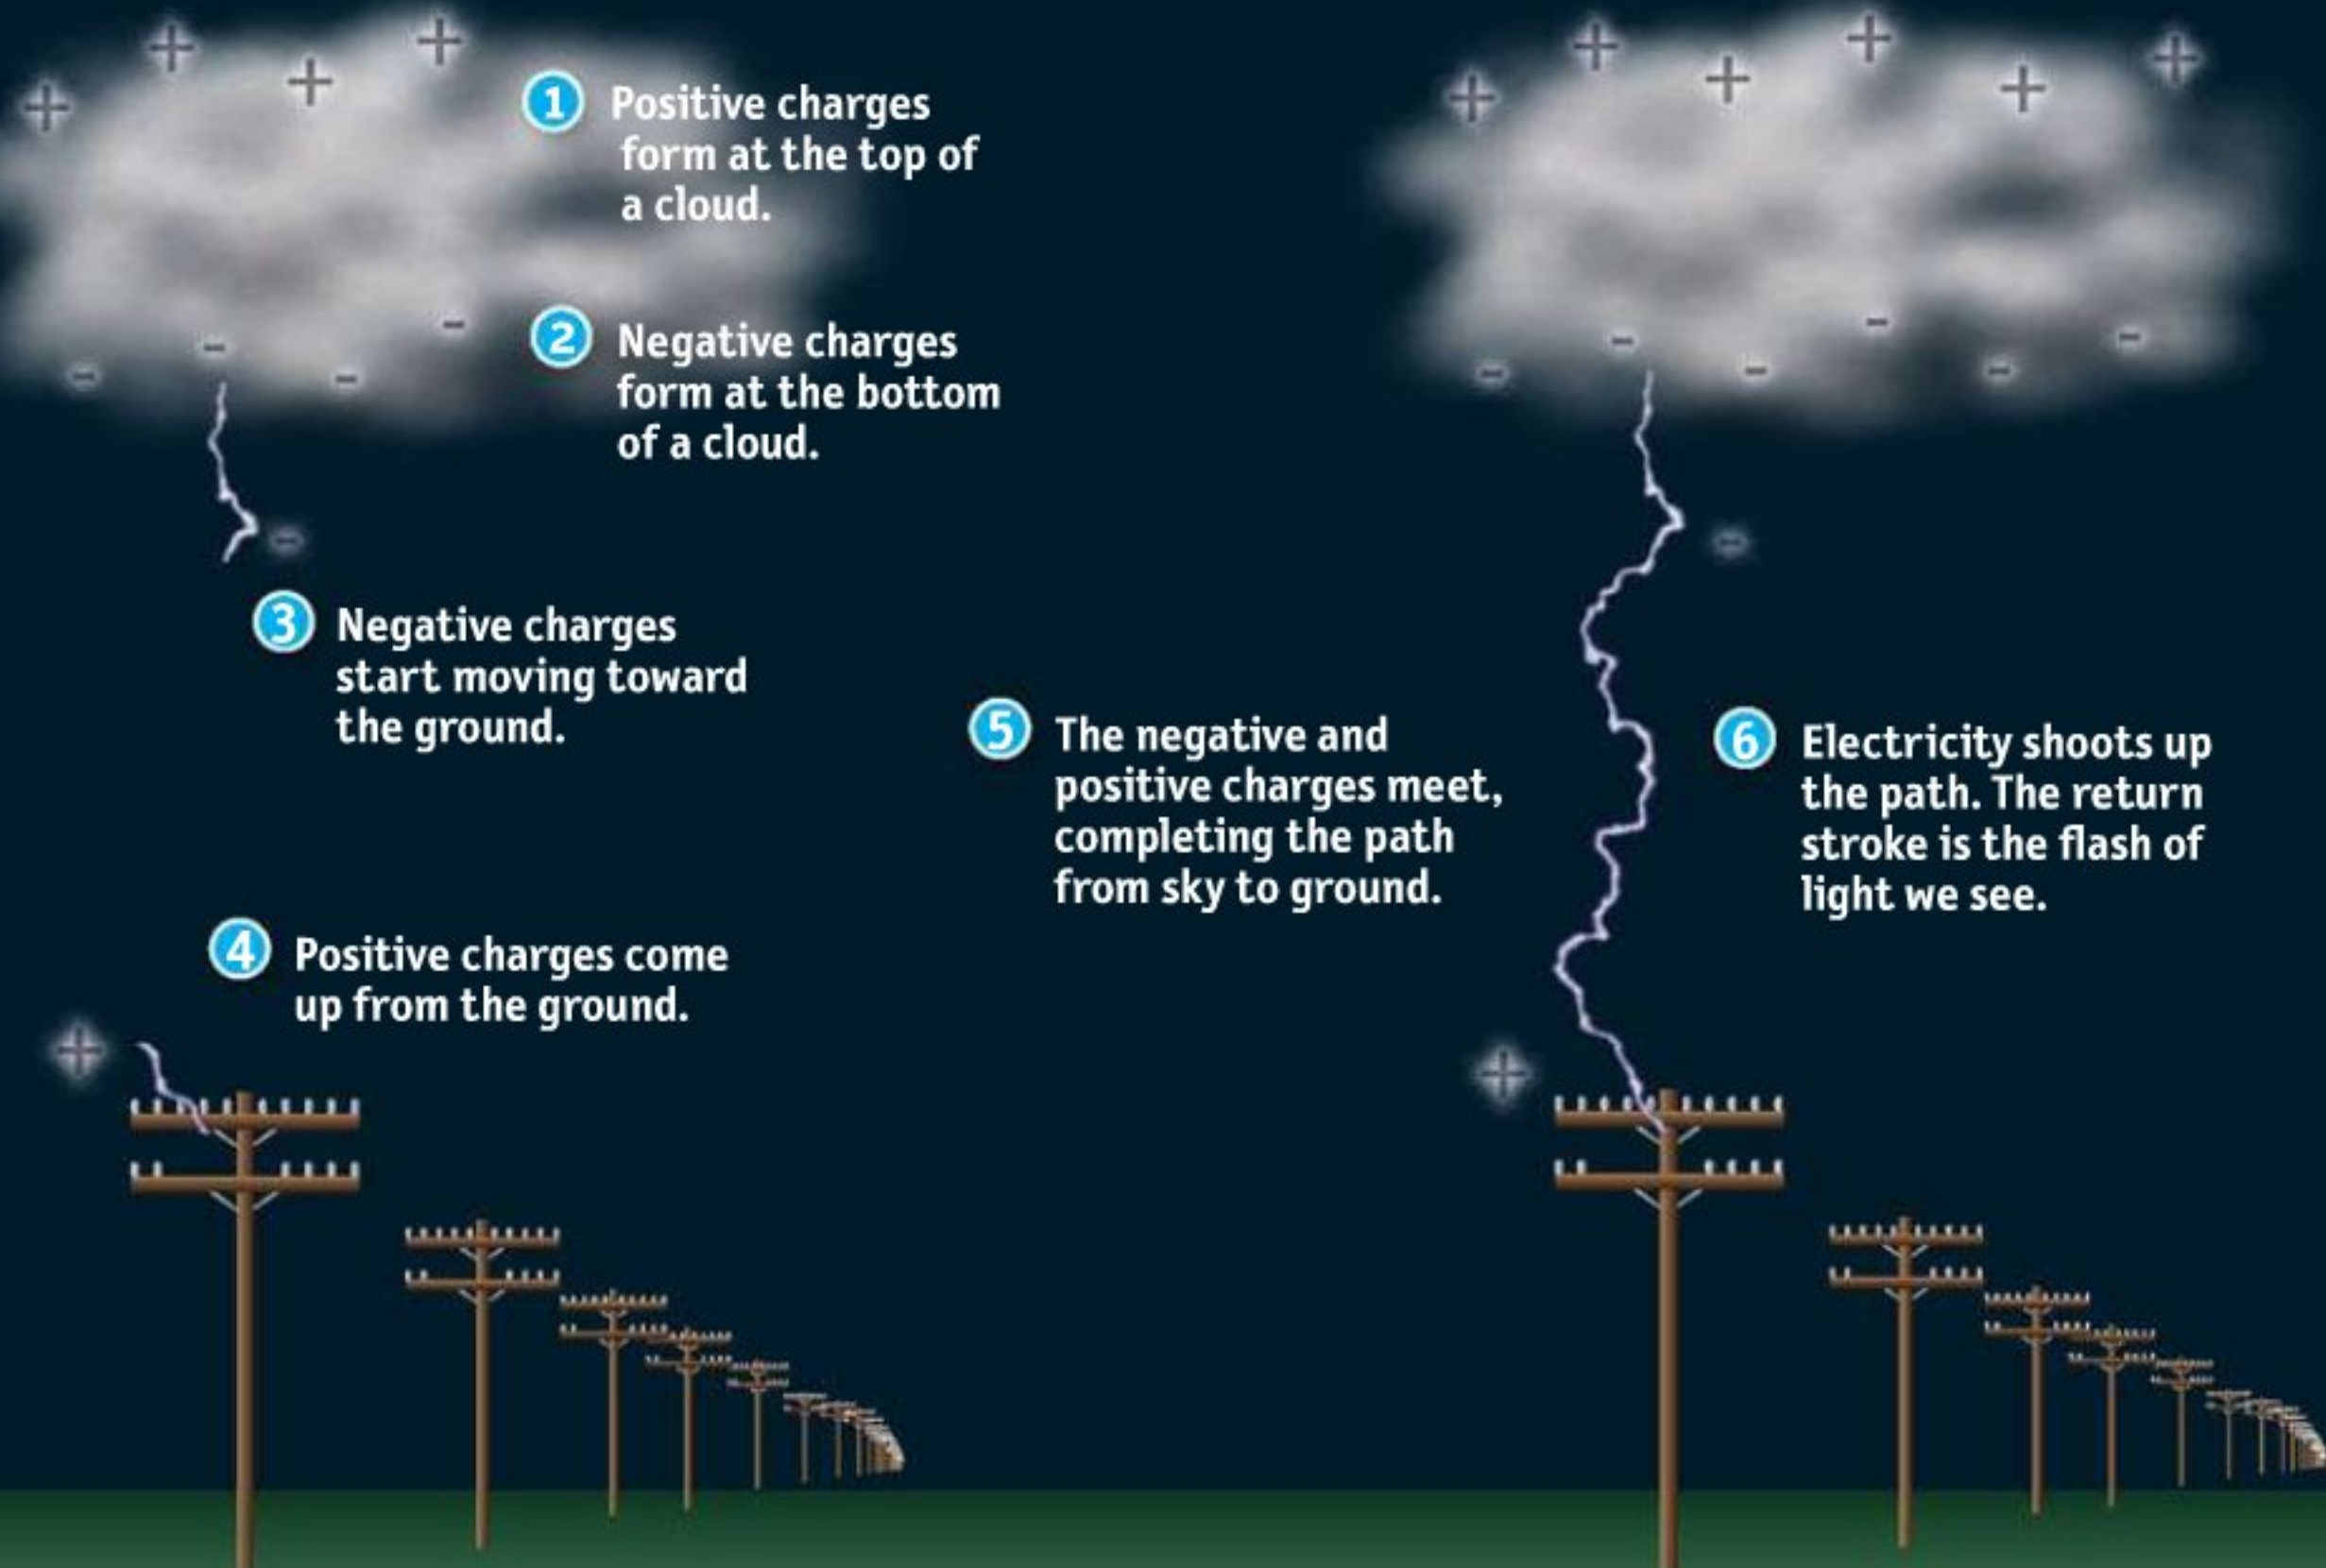 1 Positive charges
form at the top of
a cloud.
2 Negative charges
form at the bottom
of a cloud.
3 Negative charges
start moving toward
the ground.
4 Positive charges come
up from the ground.
5 The negative and
positive charges meet,
completing the path
from sky to ground.
6 Electricity shoots up
the path. The return
stroke is the flash of
light we see.